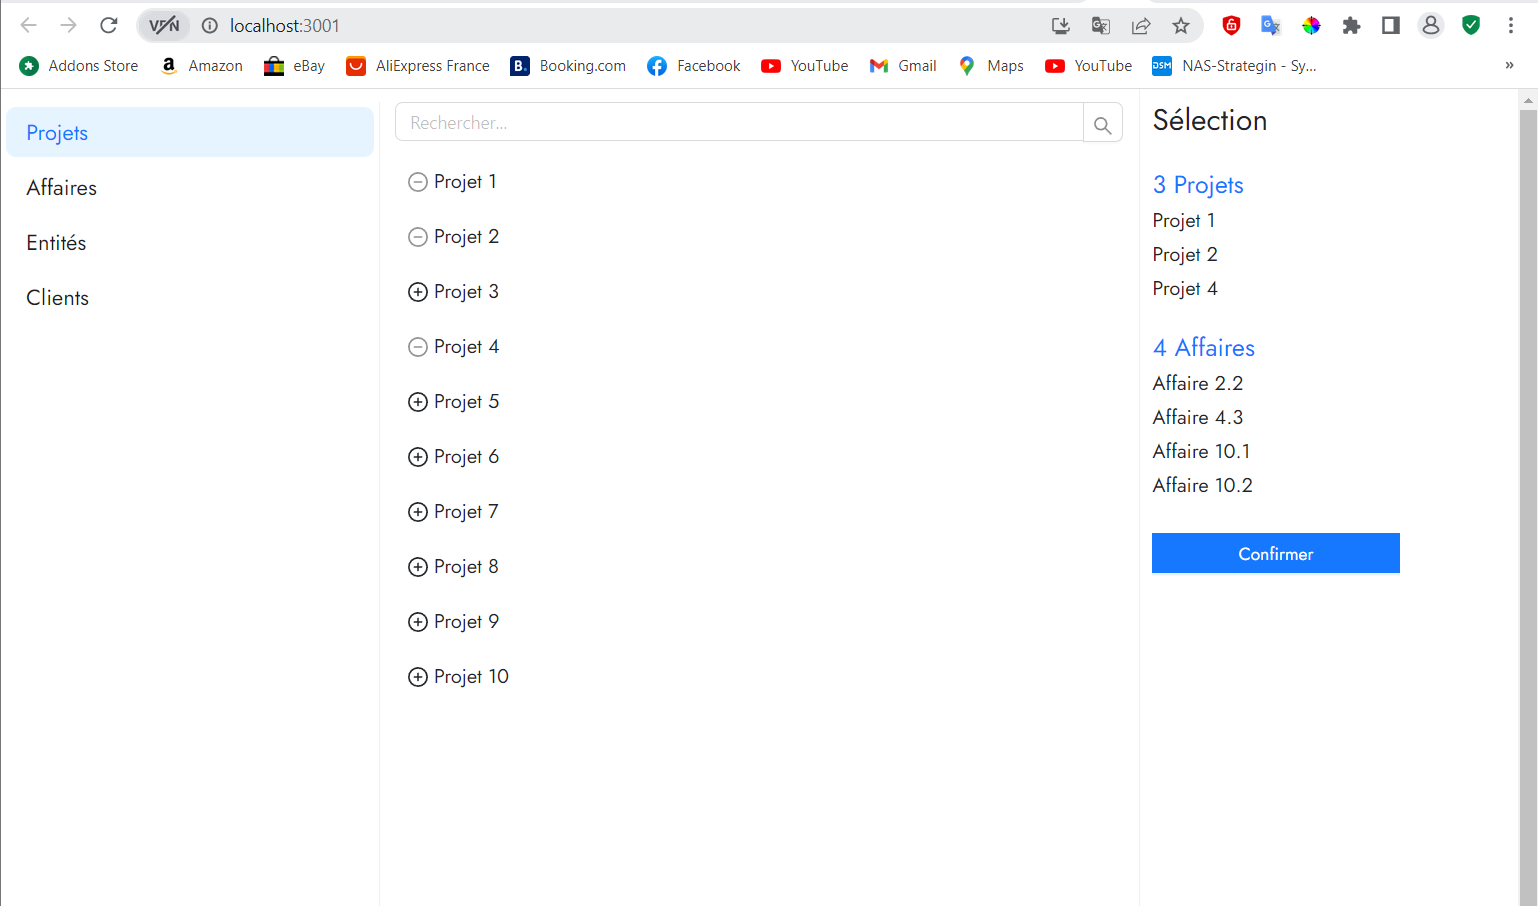 VPN localhost:3001
Addons Store Amazon eBay AliExpress France Booking.com Facebook YouTube Gmail Maps YouTube NAS-Strategin - Sy... »
Projets
Affaires
Entités
Clients
Rechercher...
Projet 1
Projet 2
Projet 3
Projet 4
Projet 5
Projet 6
Projet 7
Projet 8
Projet 9
Projet 10
Sélection
3 Projets
Projet 1
Projet 2
Projet 4
4 Affaires
Affaire 2.2
Affaire 4.3
Affaire 10.1
Affaire 10.2
Confirmer